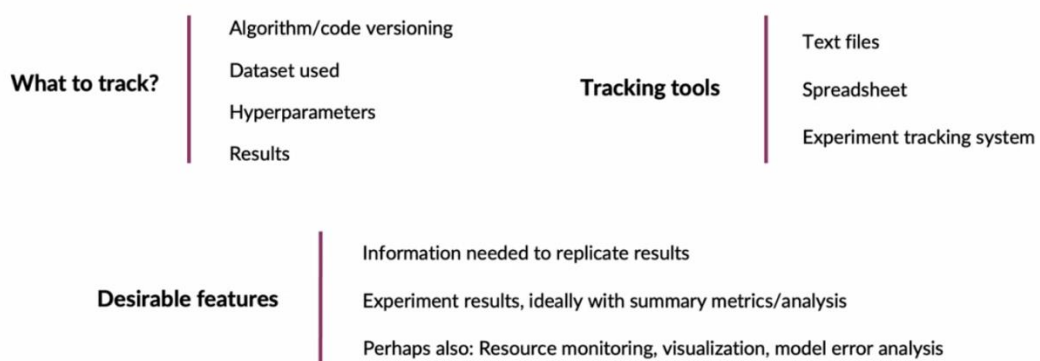 What to track?
Algorithm/code versioning
Dataset used
Hyperparameters
Results
Tracking tools
Text files
Spreadsheet
Experiment tracking system
Desirable features
Information needed to replicate results
Experiment results, ideally with summary metrics/analysis
Perhaps also: Resource monitoring, visualization, model error analysis